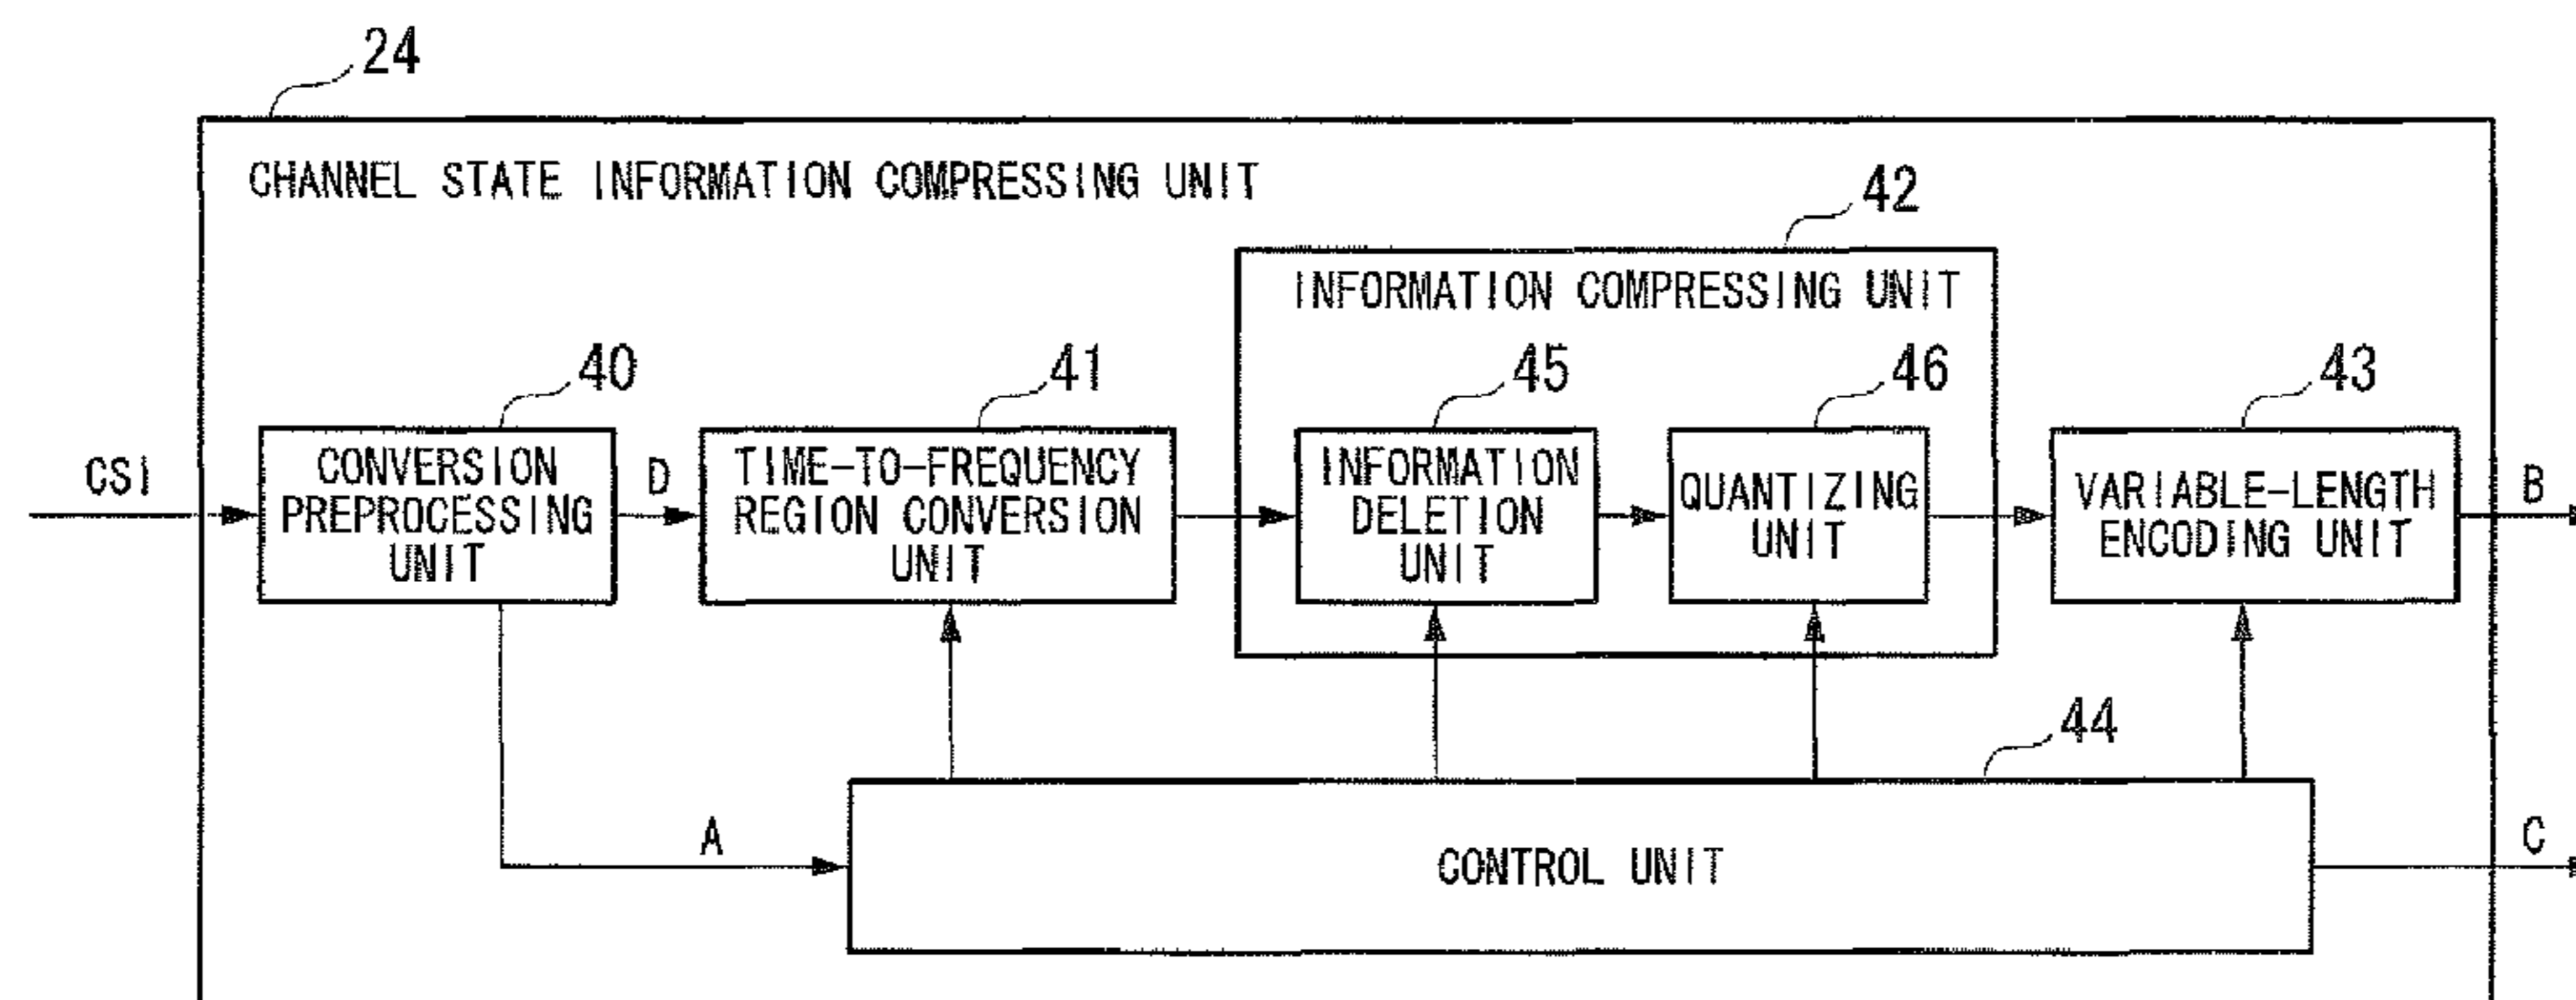 24
CHANNEL STATE INFORMATION COMPRESSING UNIT
42
INFORMATION COMPRESSING UNIT
40
41
45
46
43
CSI
CONVERSION
PREPROCESSING
UNIT
D
TIME-TO-FREQUENCY
REGION CONVERSION
UNIT
INFORMATION
DELETION
UNIT
QUANTIZING
UNIT
VARIABLE-LENGTH
ENCODING UNIT
B
44
A
CONTROL UNIT
C